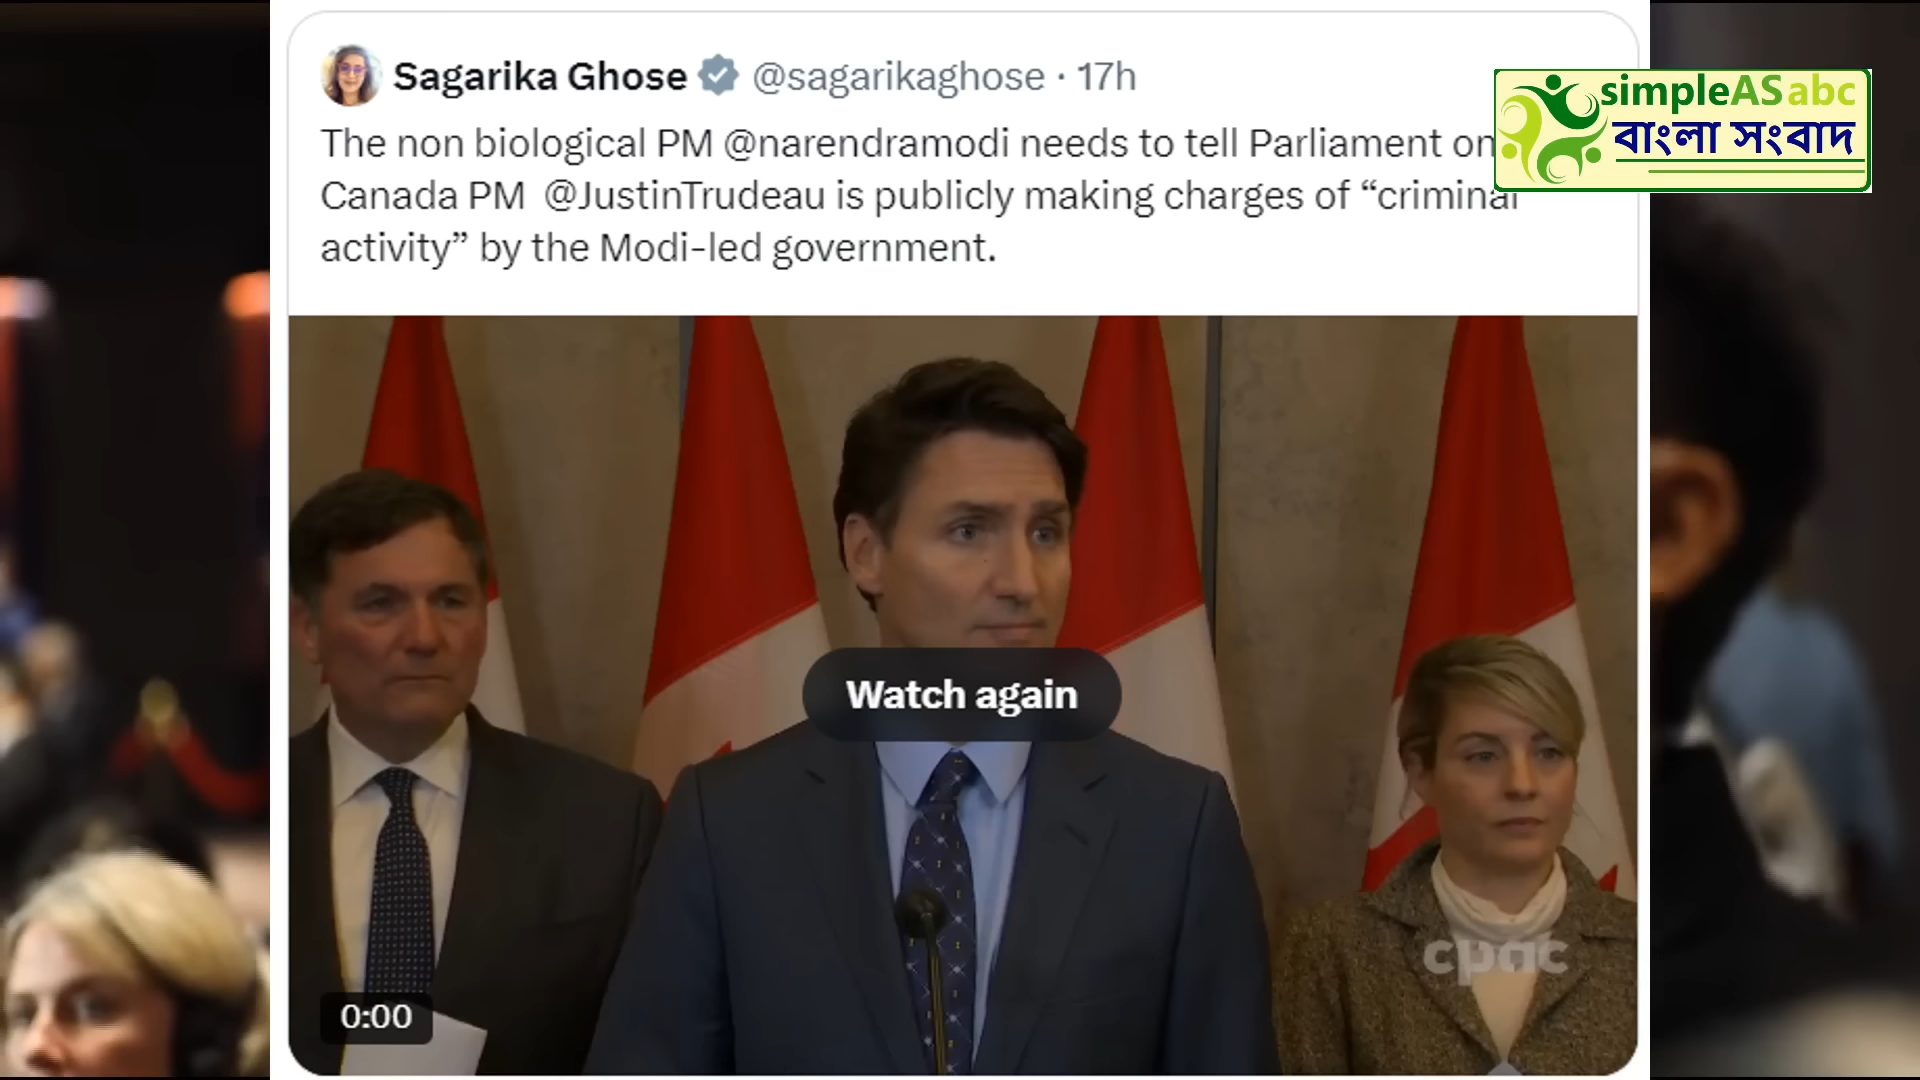 Sagarika Ghose @sagarikaghose · 17h
The non biological PM @narendramodi needs to tell Parliament on
Canada PM @JustinTrudeau is publicly making charges of “criminal
activity” by the Modi-led government.
simpleASabc
বাংলা সংবাদ
Watch again
cpac
0:00